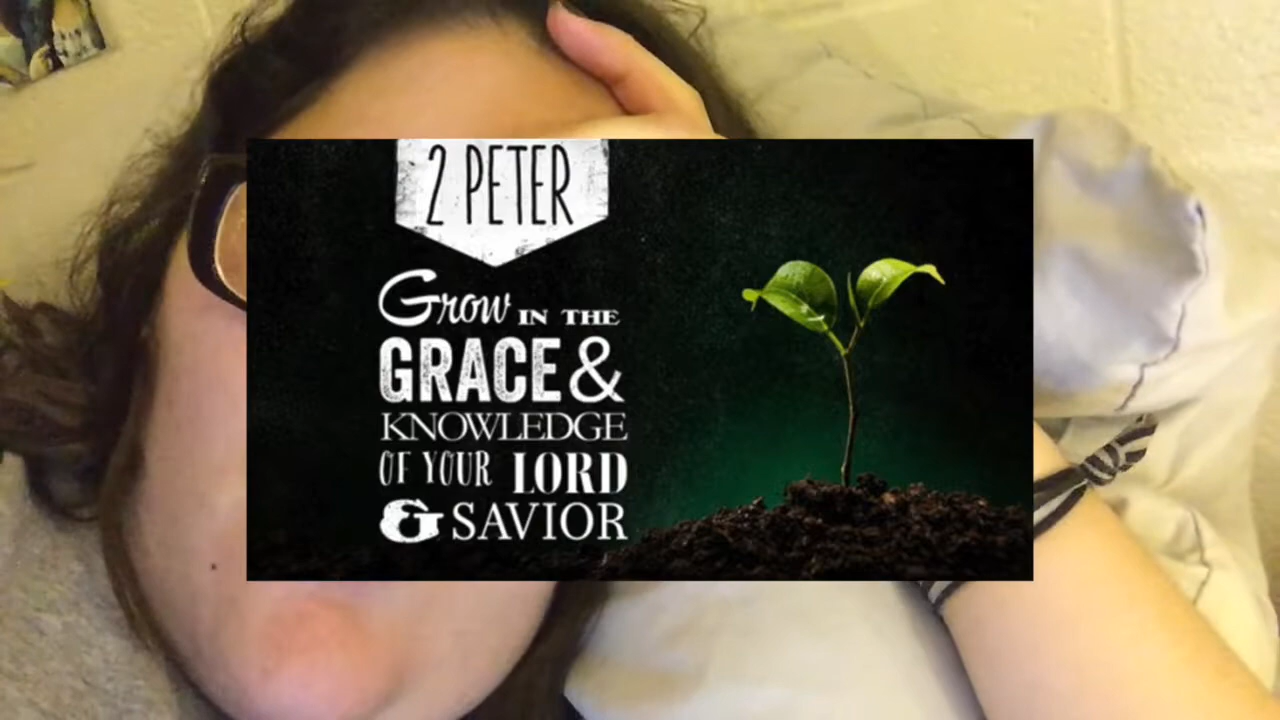 2 PETER
Grow IN THE
GRACE &
KNOWLEDGE
OF YOUR LORD
& SAVIOR